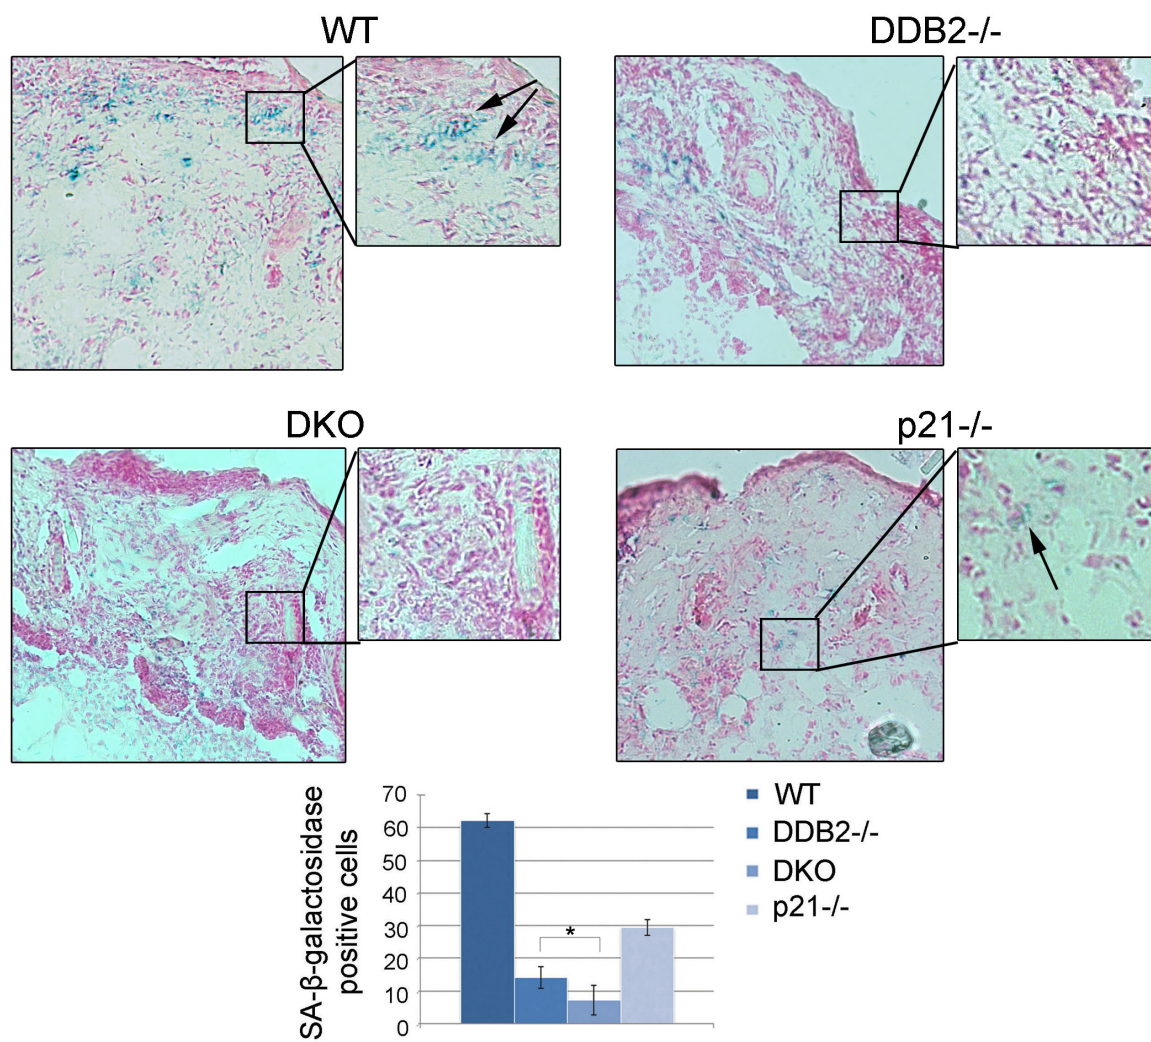 WT
DDB2-/-
DKO
p21-/-
SA-β-galactosidase
positive cells
70
60
50
40
30
20
10
0
*
WT
DDB2-/-
DKO
p21-/-